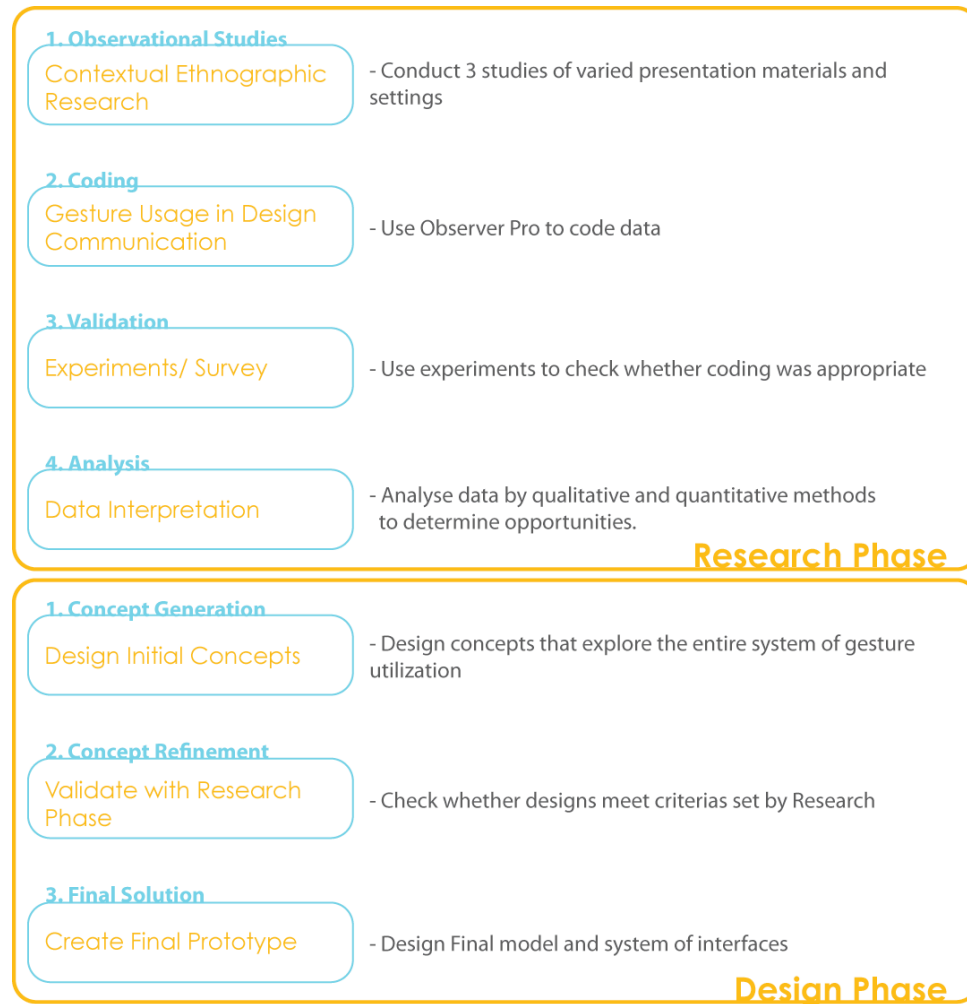 1. Observational Studies
Contextual Ethnographic
Research
- Conduct 3 studies of varied presentation materials and
settings
2. Coding
Gesture Usage in Design
Communication
- Use Observer Pro to code data
3. Validation
Experiments/ Survey
- Use experiments to check whether coding was appropriate
4. Analysis
Data Interpretation
- Analyse data by qualitative and quantitative methods
to determine opportunities.
Research Phase
1. Concept Generation
Design Initial Concepts
- Design concepts that explore the entire system of gesture
utilization
2. Concept Refinement
Validate with Research
Phase
- Check whether designs meet criterias set by Research
3. Final Solution
Create Final Prototype
- Design Final model and system of interfaces
Design Phase